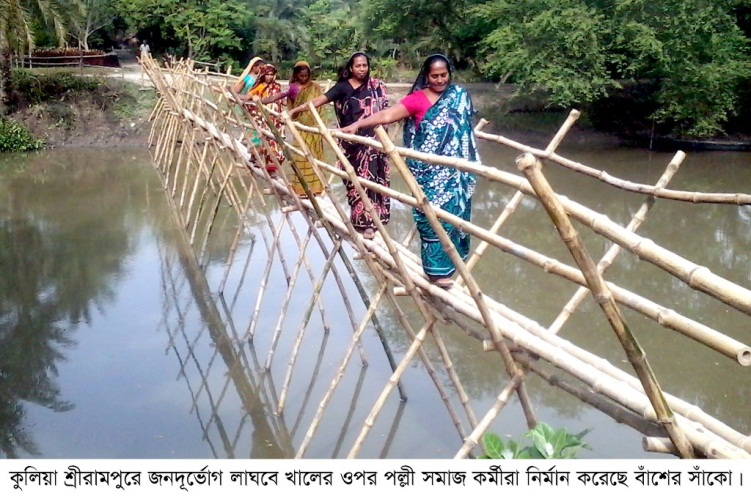 কুলিয়া শ্রীরামপুরে জনদূর্ভোগ লাঘবে খালের ওপর পল্লী সমাজ কর্মীরা নির্মান করেছে বাঁশের সাঁকো।